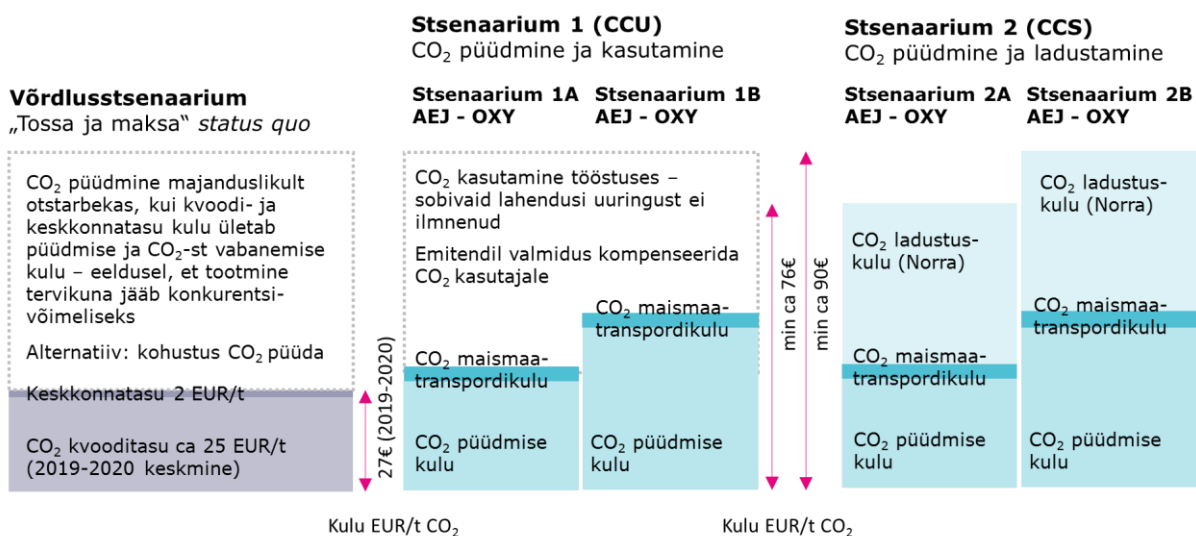 Võrdlusstsenaarium
„Tossa ja maksa“ status quo
CO₂ püüdmine majanduslikult
otstarbekas, kui kvoodi- ja
keskkonnatasu kulu ületab
püüdmise ja CO₂-st vabanemise
kulu – eeldusel, et tootmine
tervikuna jääb konkurentsi-
võimeliseks
Alternatiiv: kohustus CO₂ püüda
Keskkonnatasu 2 EUR/t
CO₂ kvooditasu ca 25 EUR/t
(2019-2020 keskmine)
27€ (2019-2020)
Stsenaarium 1 (CCU)
CO₂ püüdmine ja kasutamine
Stsenaarium 1A
AEJ - OXY
Stsenaarium 1B
AEJ - OXY
CO₂ kasutamine tööstuses –
sobivaid lahendusi uuringust ei
ilmnenud
Emitendil valmidus kompenseerida
CO₂ kasutajale
CO₂ maismaa-
transpordikulu
CO₂ püüdmise
kulu
CO₂ maismaa-
transpordikulu
CO₂ püüdmise
kulu
min ca 76€
min ca 90€
Stsenaarium 2 (CCS)
CO₂ püüdmine ja ladustamine
Stsenaarium 2A
AEJ - OXY
Stsenaarium 2B
AEJ - OXY
CO₂ ladustus-
kulu (Norra)
CO₂ maismaa-
transpordikulu
CO₂ püüdmise
kulu
CO₂ ladustus-
kulu (Norra)
CO₂ maismaa-
transpordikulu
CO₂ püüdmise
kulu
Kulu EUR/t CO₂
Kulu EUR/t CO₂